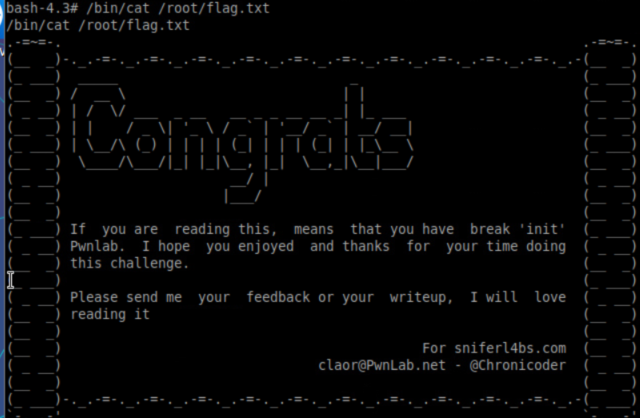 bash-4.3# /bin/cat /root/flag.txt
/bin/cat /root/flag.txt
Congrats
If you are reading this, means that you have break 'init'
Pwnlab. I hope you enjoyed and thanks for your time doing
this challenge.
Please send me your feedback or your writeup, I will love
reading it
For sniferl4bs.com
claor@PwnLab.net - @Chronicoder